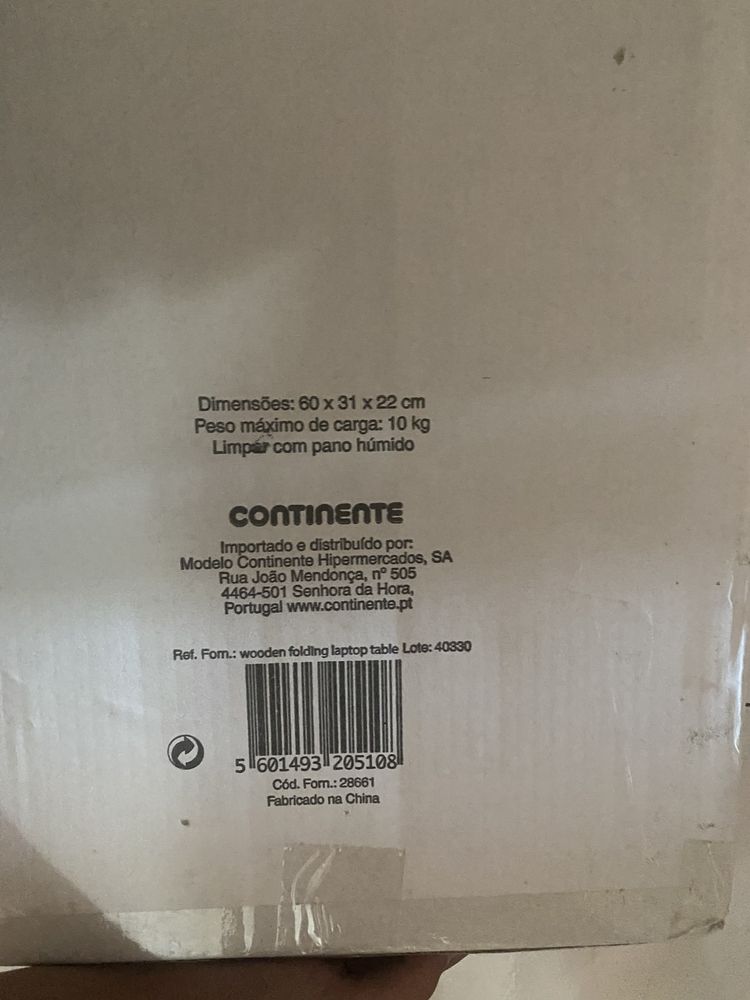 Dimensões: 60 x 31 x 22 cm
Peso máximo de carga: 10 kg
Limpar com pano húmido
CONTINENTE
Importado e distribuído por:
Modelo Continente Hipermercados, SA
Rua João Mendonça, nº 505
4464-501 Senhora da Hora,
Portugal www.continente.pt
Ref. Forn.: wooden folding laptop table Lote: 40330
5 601493 205108
Cód. Forn.: 28661
Fabricado na China